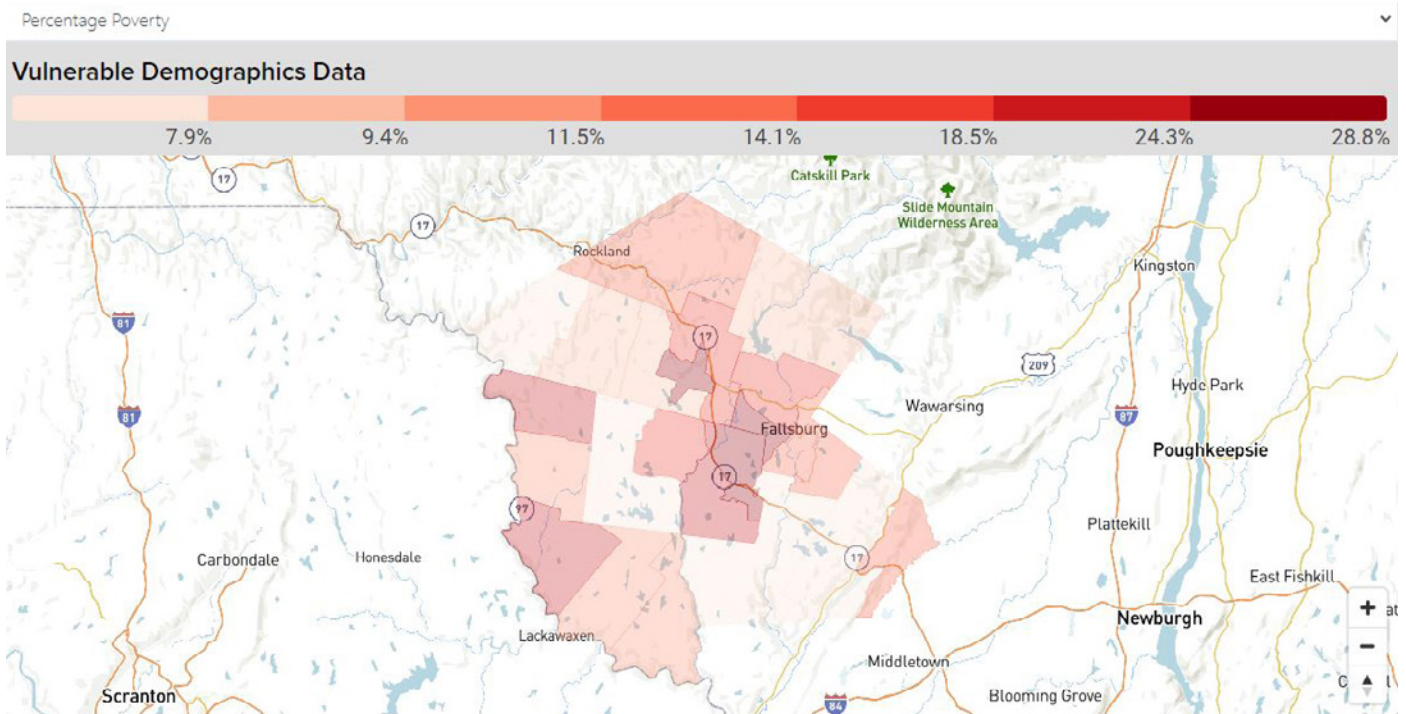 Percentage Poverty
Vulnerable Demographics Data
7.9% 9.4% 11.5% 14.1% 18.5% 24.3% 28.8%
Catskill Park
17
Slide Mountain
Wilderness Area
17
Rockland
Kingston
81
17
209
Hyde Park
81
87
Wawarsing
Fallsburg
Poughkeepsie
17
97
Plattekill
Carbondale
Honesdale
17
East Fishkill
+
Newburgh
Lackawaxen
−
Middletown
Scranton
Blooming Grove
84